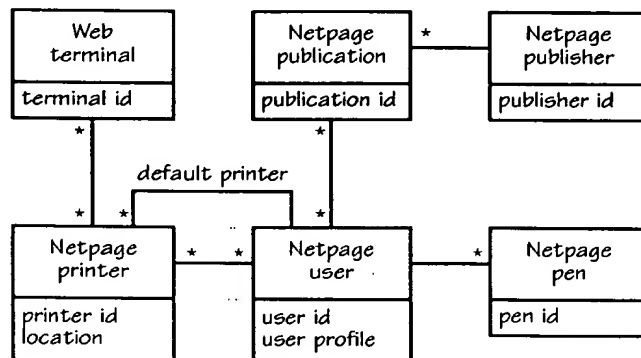 Web
terminal
terminal id
Netpage
publication
publication id
*
Netpage
publisher
publisher id
*
*
default printer
*
*
*
Netpage
printer
printer id
location
*
*
Netpage
user
user id
user profile
*
Netpage
pen
pen id